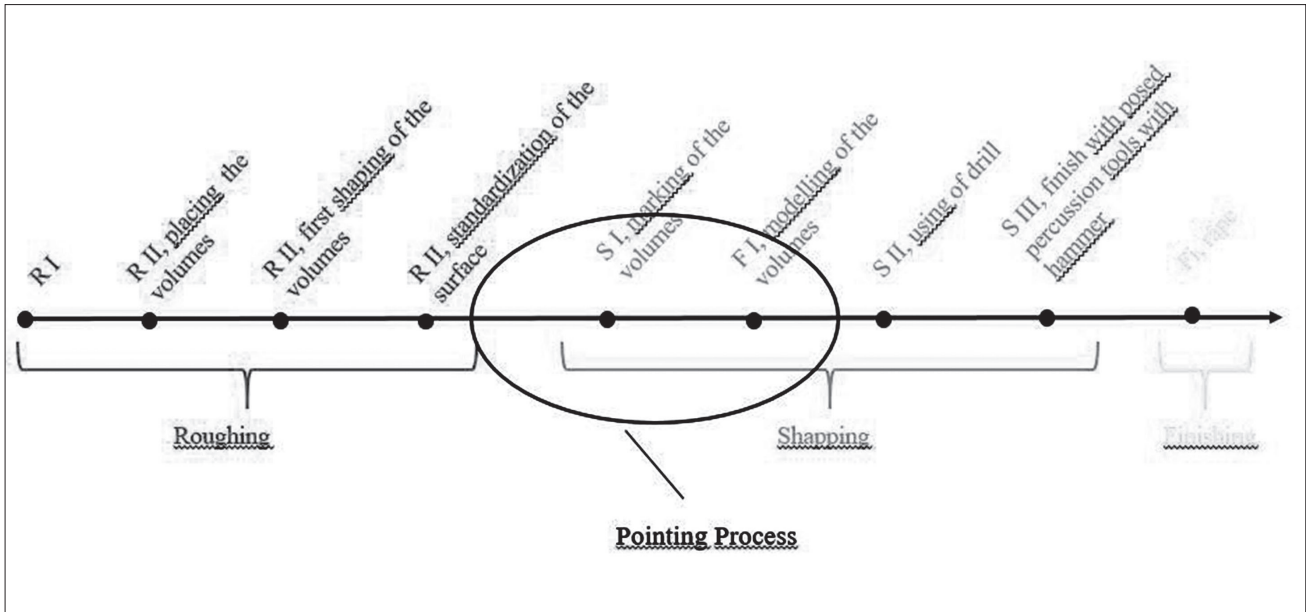 R I
R II, placing the
volumes
R II, first shaping of the
volumes
R II, standardization of the
surface
S I, marking of the
volumes
F I, modelling of the
volumes
S II, using of drill
S III, finish with posed
percussion tools with
hammer
F I, rape
Roughing
Shapping
Finishing
Pointing Process